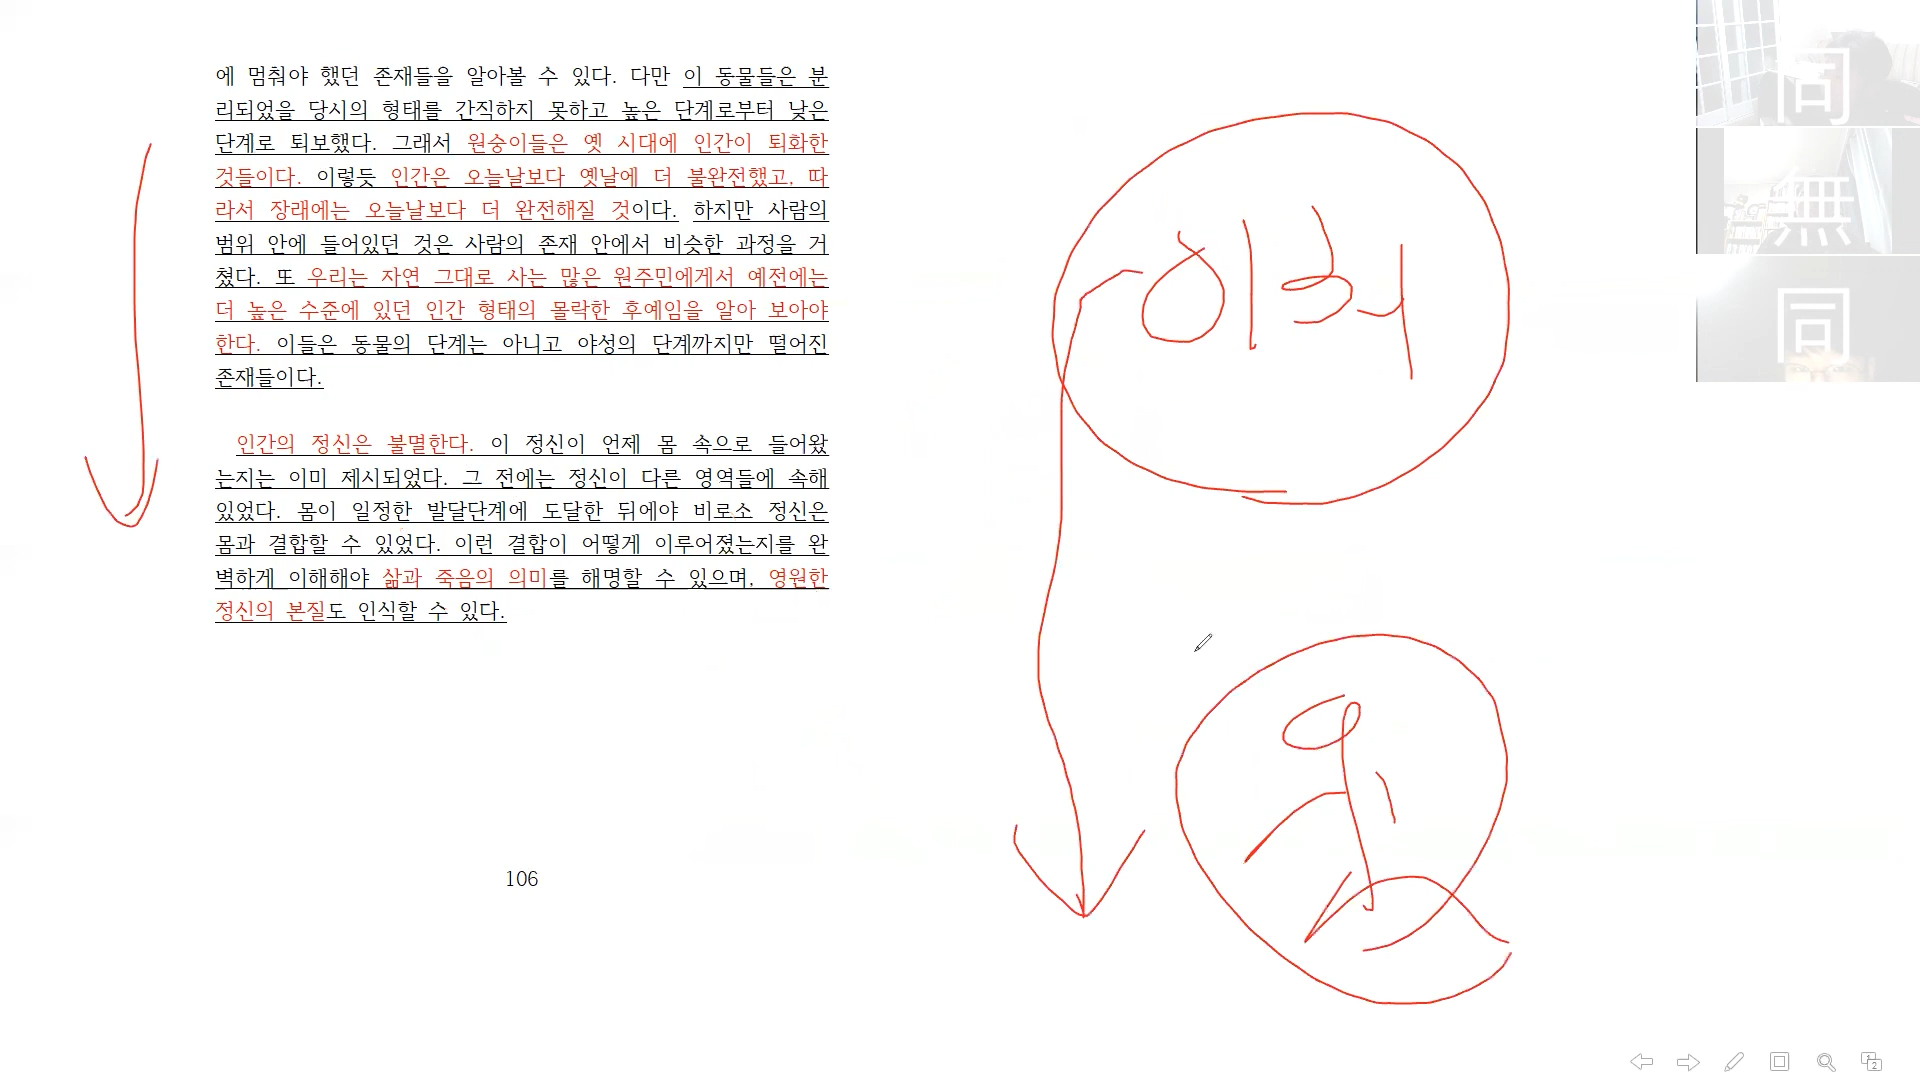 에 멈춰야 했던 존재들을 알아볼 수 있다. 다만 이 동물들은 분
리되었을 당시의 형태를 간직하지 못하고 높은 단계로부터 낮은
단계로 퇴보했다. 그래서 원숭이들은 옛 시대에 인간이 퇴화한
것들이다. 이렇듯 인간은 오늘날보다 옛날에 더 불완전했고, 따
라서 장래에는 오늘날보다 더 완전해질 것이다. 하지만 사람의
범위 안에 들어있던 것은 사람의 존재 안에서 비슷한 과정을 거
쳤다. 또 우리는 자연 그대로 사는 많은 원주민에게서 예전에는
더 높은 수준에 있던 인간 형태의 몰락한 후예임을 알아 보아야
한다. 이들은 동물의 단계는 아니고 야성의 단계까지만 떨어진
존재들이다.
인간의 정신은 불멸한다. 이 정신이 언제 몸 속으로 들어왔
는지는 이미 제시되었다. 그 전에는 정신이 다른 영역들에 속해
있었다. 몸이 일정한 발달단계에 도달한 뒤에야 비로소 정신은
몸과 결합할 수 있었다. 이런 결합이 어떻게 이루어졌는지를 완
벽하게 이해해야 삶과 죽음의 의미를 해명할 수 있으며, 영원한
정신의 본질도 인식할 수 있다.
106
同
無
同